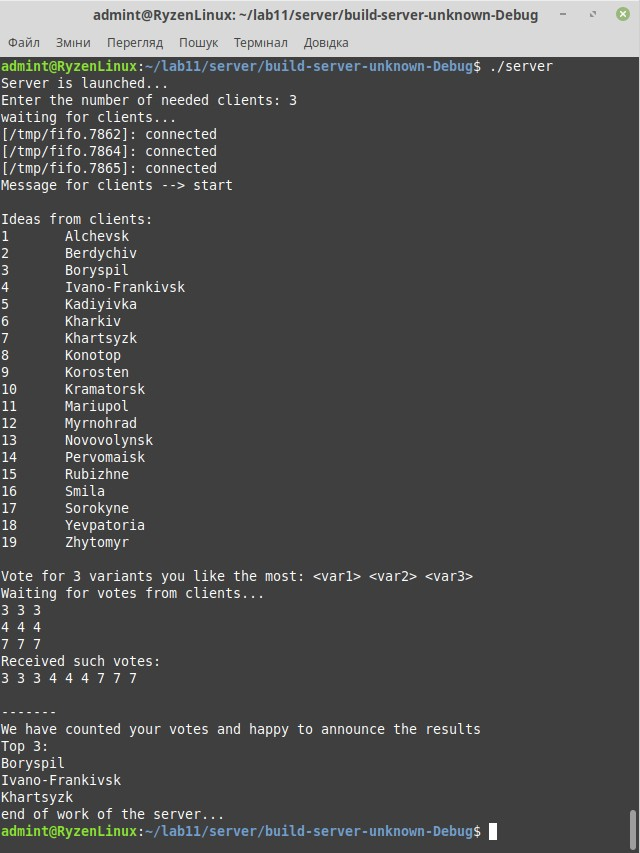 admint@RyzenLinux: ~/lab11/server/build-server-unknown-Debug
Файл Зміни Перегляд Пошук Термінал Довідка
admint@RyzenLinux:~/lab11/server/build-server-unknown-Debug$ ./server
Server is launched...
Enter the number of needed clients: 3
waiting for clients...
[/tmp/fifo.7862]: connected
[/tmp/fifo.7864]: connected
[/tmp/fifo.7865]: connected
Message for clients --> start
Ideas from clients:
1 Alchevsk
2 Berdychiv
3 Boryspil
4 Ivano-Frankivsk
5 Kadiyivka
6 Kharkiv
7 Khartsyzk
8 Konotop
9 Korosten
10 Kramatorsk
11 Mariupol
12 Myrnohrad
13 Novovolynsk
14 Pervomaisk
15 Rubizhne
16 Smila
17 Sorokyne
18 Yevpatoria
19 Zhytomyr
Vote for 3 variants you like the most: <var1> <var2> <var3>
Waiting for votes from clients...
3 3 3
4 4 4
7 7 7
Received such votes:
3 3 3 4 4 4 7 7 7
-------
We have counted your votes and happy to announce the results
Top 3:
Boryspil
Ivano-Frankivsk
Khartsyzk
end of work of the server...
admint@RyzenLinux:~/lab11/server/build-server-unknown-Debug$